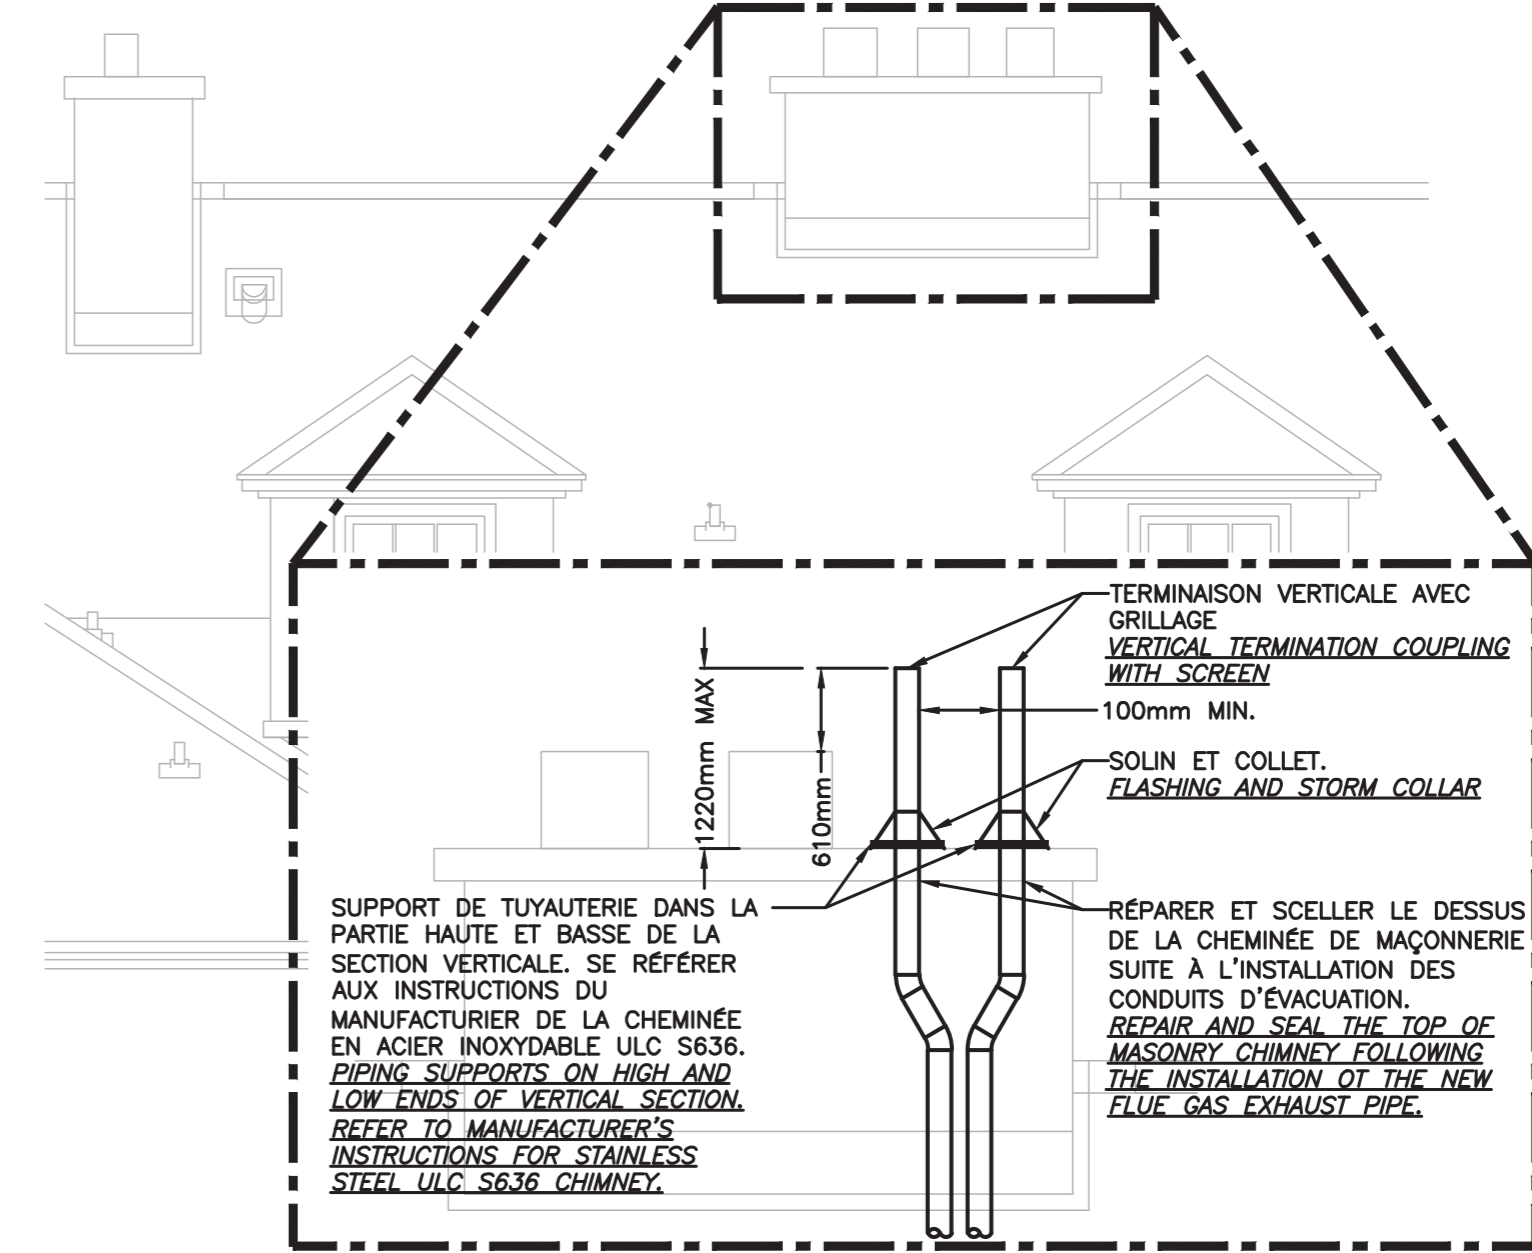 TERMINAISON VERTICALE AVEC
GRILLAGE
VERTICAL TERMINATION COUPLING
WITH SCREEN
100mm MIN.
1220mm MAX
610mm
SOLIN ET COLLET.
FLASHING AND STORM COLLAR
SUPPORT DE TUYAUTERIE DANS LA
PARTIE HAUTE ET BASSE DE LA
SECTION VERTICALE. SE RÉFÉRER
AUX INSTRUCTIONS DU
MANUFACTURIER DE LA CHEMINÉE
EN ACIER INOXYDABLE ULC S636.
PIPING SUPPORTS ON HIGH AND
LOW ENDS OF VERTICAL SECTION.
REFER TO MANUFACTURER'S
INSTRUCTIONS FOR STAINLESS
STEEL ULC S636 CHIMNEY.
RÉPARER ET SCELLER LE DESSUS
DE LA CHEMINÉE DE MAÇONNERIE
SUITE À L'INSTALLATION DES
CONDUITS D'ÉVACUATION.
REPAIR AND SEAL THE TOP OF
MASONRY CHIMNEY FOLLOWING
THE INSTALLATION OT THE NEW
FLUE GAS EXHAUST PIPE.